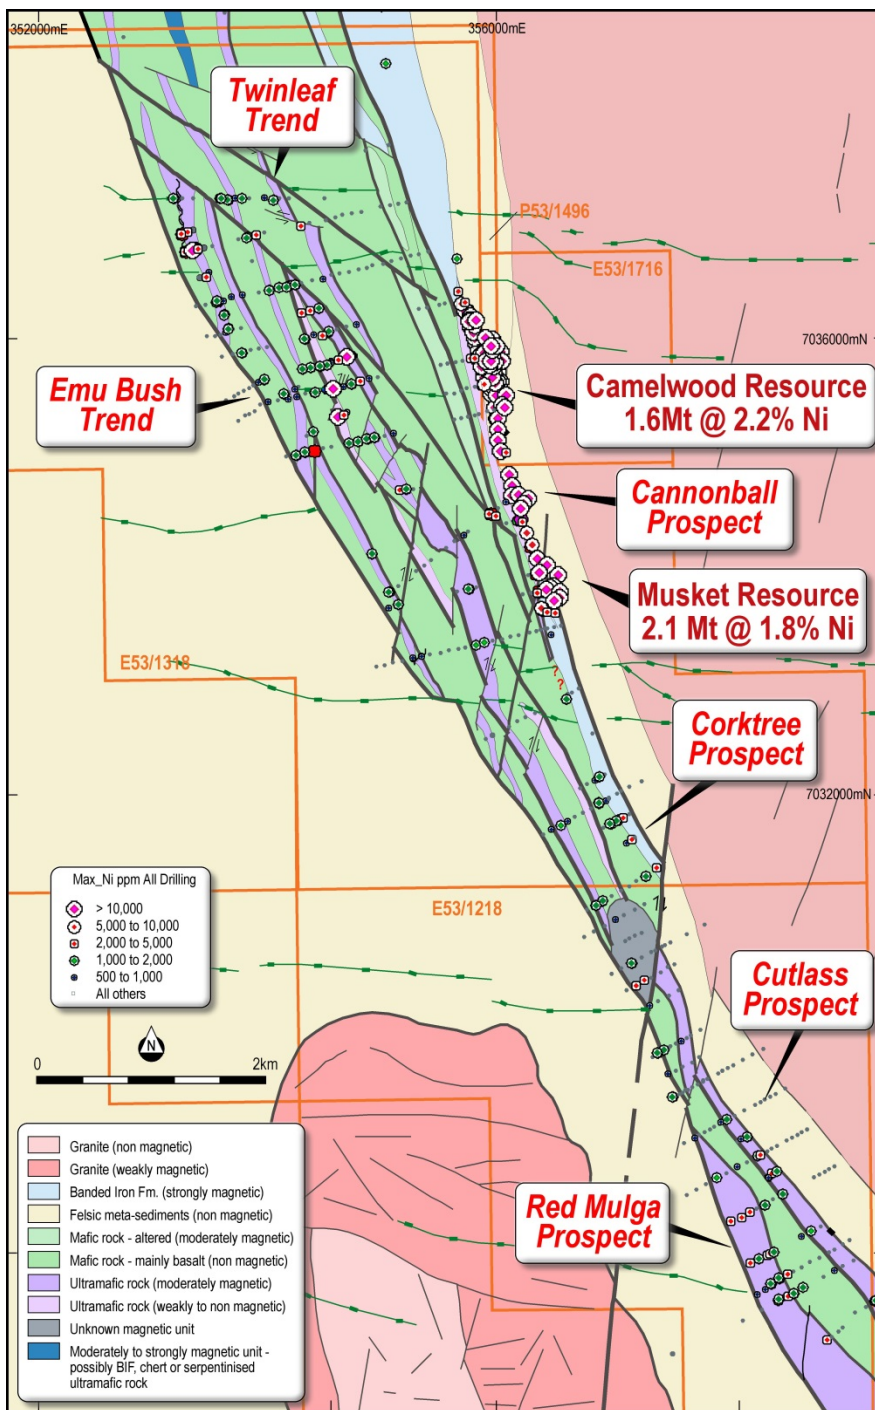 352000mE
356000mE
Twinleaf
Trend
P53/1496
E53/1716
7036000mN
Camelwood Resource
1.6Mt @ 2.2% Ni
Emu Bush
Trend
Cannonball
Prospect
Musket Resource
2.1 Mt @ 1.8% Ni
E53/1318
? ?
Corktree
Prospect
7032000mN
Max_Ni ppm All Drilling
> 10,000
5,000 to 10,000
2,000 to 5,000
1,000 to 2,000
500 to 1,000
All others
E53/1218
Cutlass
Prospect
N
0 2km
Red Mulga
Prospect
Granite (non magnetic)
Granite (weakly magnetic)
Banded Iron Fm. (strongly magnetic)
Felsic meta-sediments (non magnetic)
Mafic rock - altered (moderately magnetic)
Mafic rock - mainly basalt (non magnetic)
Ultramafic rock (moderately magnetic)
Ultramafic rock (weakly to non magnetic)
Unknown magnetic unit
Moderately to strongly magnetic unit -
possibly BIF, chert or serpentinised
ultramafic rock